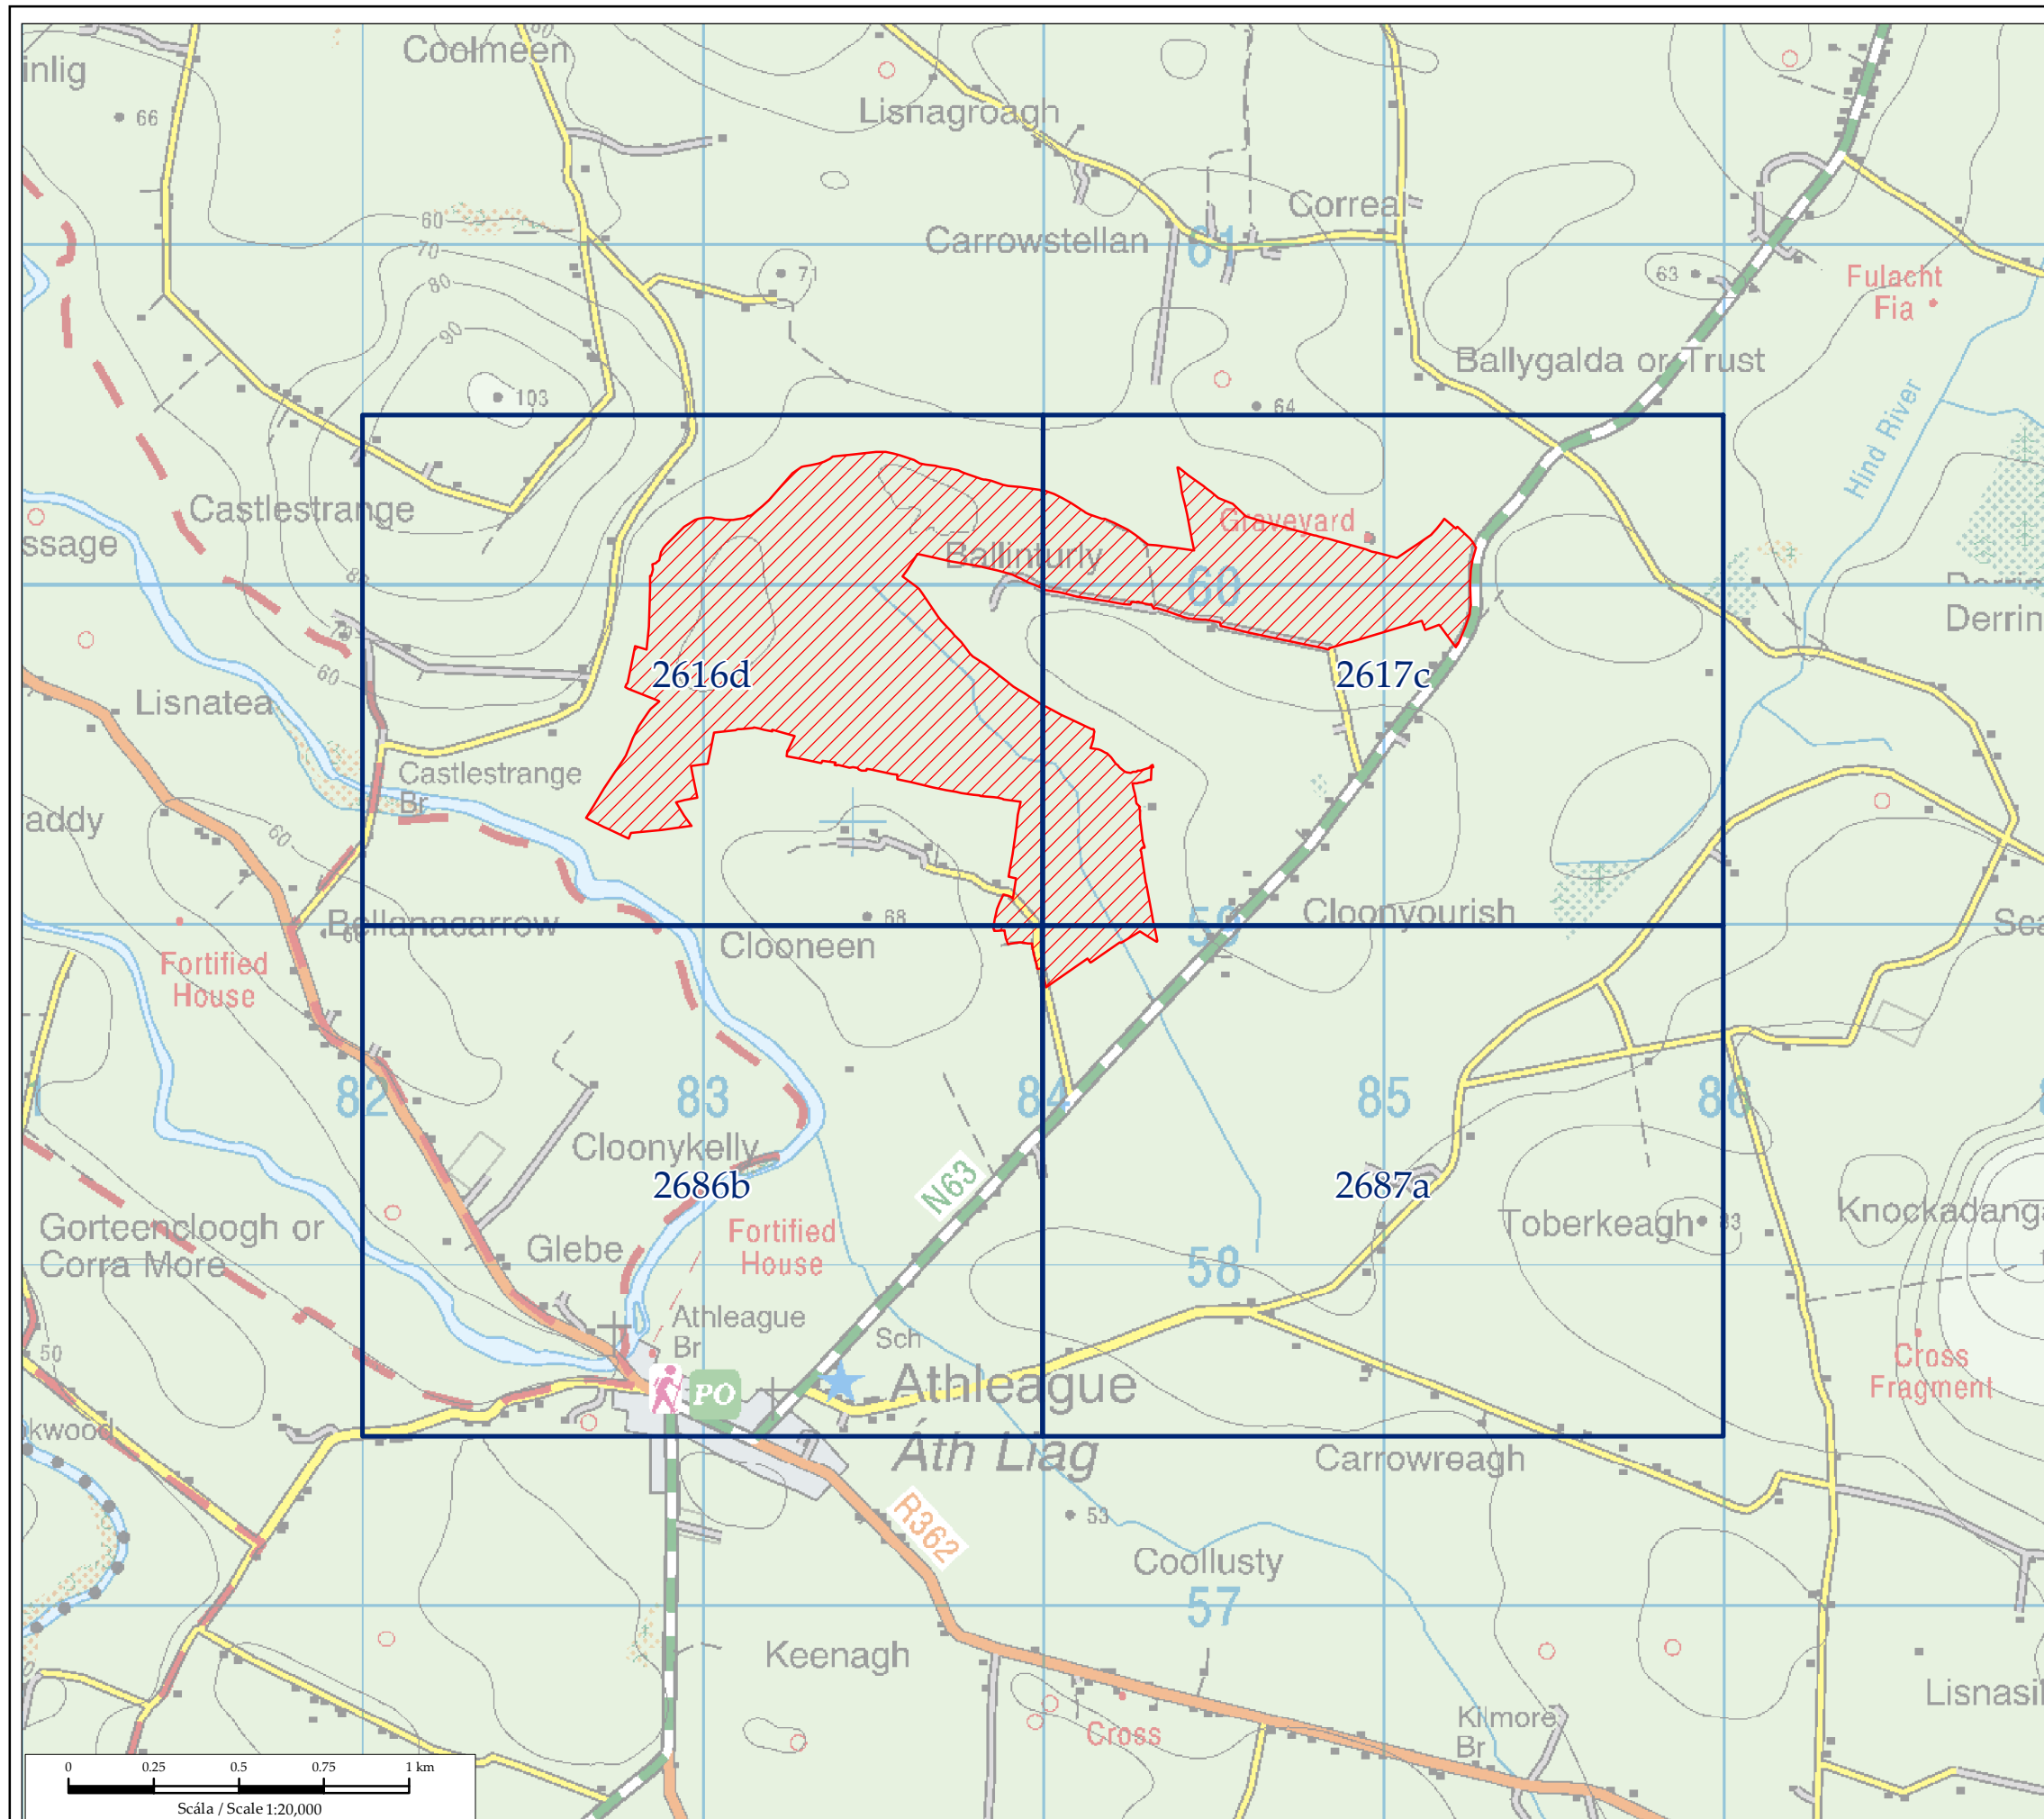 60
Coolmeen
inlig
66
Lisnagroagh
Correal
60
70
Carrowstellan
61
71
80
63
Fulacht
Fia
90
Ballygalda or Trust
103
64
Hind River
Castlestrange
ssage
Graveyard
Ballinturly
60
Derrin
70
60
2616d
2617c
Lisnatea
Castlestrange
Br
addy
60
68
59
Cloonyourish
Bellanacarrow
Clooneen
Fortified
House
82
83
84
85
86
Cloonykelly
N63
2686b
2687a
Gorteencloogh or
Corra More
Glebe
Fortified
House
Toberkeagh
83
Knockadang
58
Athleague
Br
Sch
50
Cross
Fragment
PO
Athleague
kwood
Áth Liag
Carrowreagh
R362
53
Coollusty
57
Keenagh
Lisnasil
Cross
Kilmore
Br
0 0.25 0.5 0.75 1 km
Scála / Scale 1:20,000